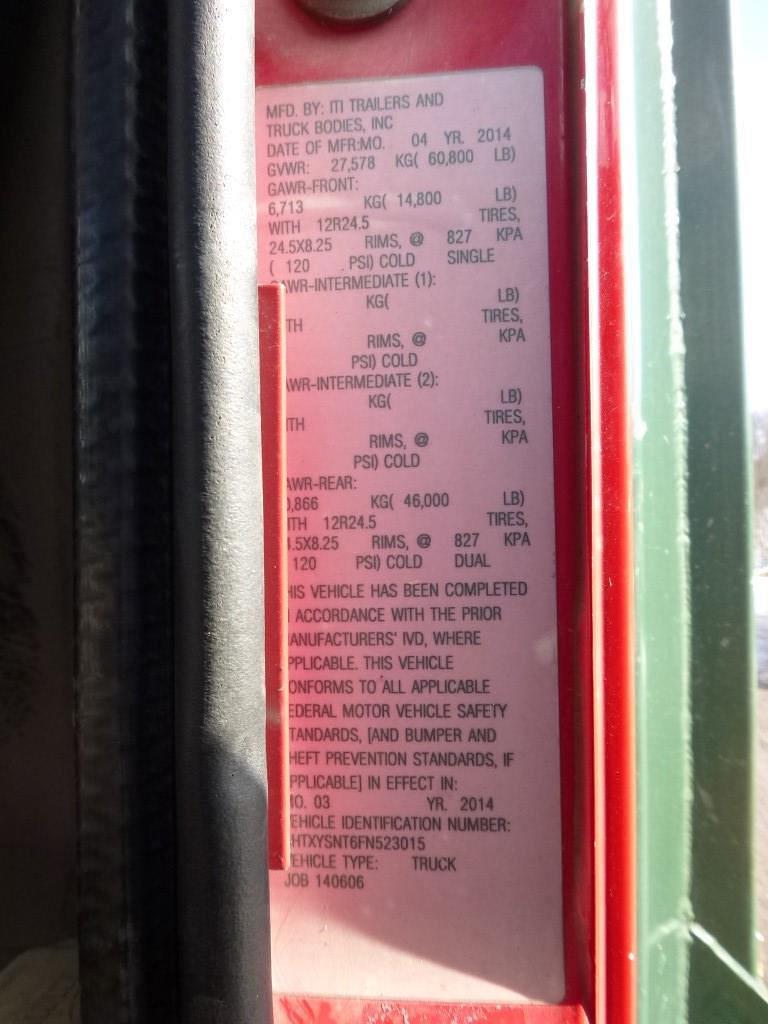 MFD. BY: ITI TRAILERS AND
TRUCK BODIES, INC
DATE OF MFR:MO. 04 YR. 2014
GVWR: 27,578 KG( 60,800 LB)
GAWR-FRONT:
6,713 KG( 14,800 LB)
WITH 12R24.5 TIRES,
24.5X8.25 RIMS, @ 827 KPA
( 120 PSI) COLD SINGLE
AWR-INTERMEDIATE (1):
KG( LB)
TH TIRES,
RIMS, @ KPA
PSI) COLD
AWR-INTERMEDIATE (2):
KG( LB)
TH TIRES,
RIMS, @ KPA
PSI) COLD
AWR-REAR:
,866 KG( 46,000 LB)
ITH 12R24.5 TIRES,
.5X8.25 RIMS, @ 827 KPA
120 PSI) COLD DUAL
HIS VEHICLE HAS BEEN COMPLETED
ACCORDANCE WITH THE PRIOR
ANUFACTURERS' IVD, WHERE
PPLICABLE. THIS VEHICLE
ONFORMS TO ALL APPLICABLE
EDERAL MOTOR VEHICLE SAFETY
TANDARDS, [AND BUMPER AND
HEFT PREVENTION STANDARDS, IF
PPLICABLE] IN EFFECT IN:
MO. 03 YR. 2014
EHICLE IDENTIFICATION NUMBER:
HTXYSNT6FN523015
EHICLE TYPE: TRUCK
JOB 140606